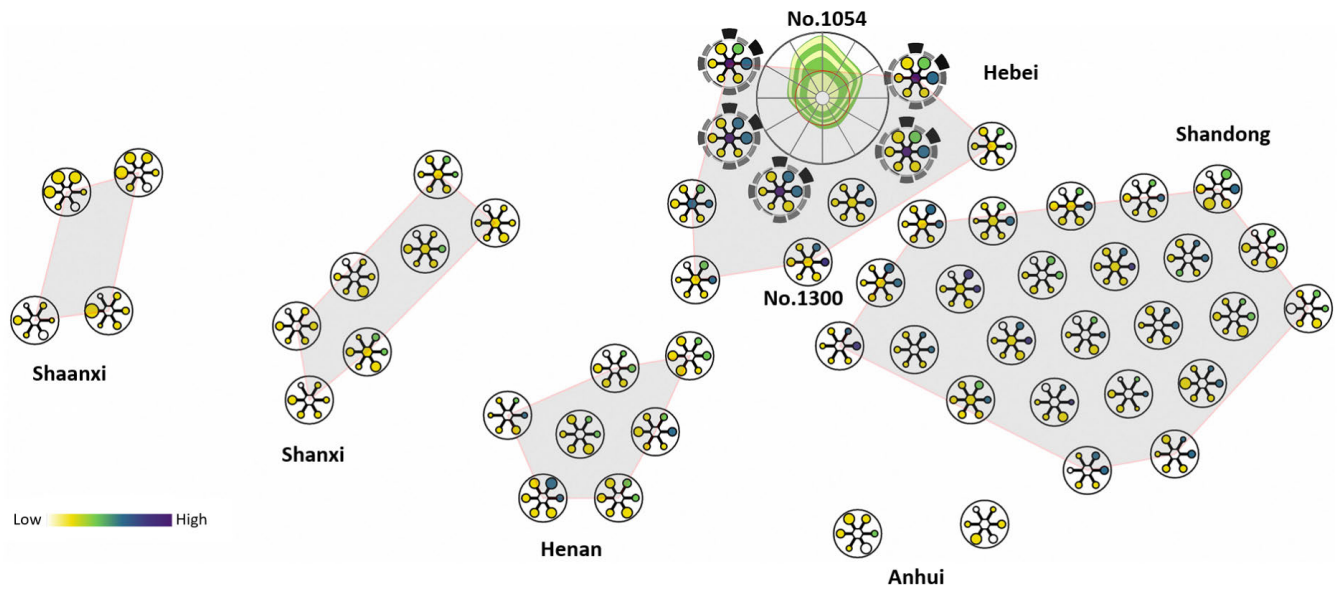 No.1054
Hebei
Shandong
No.1300
Shaanxi
Shanxi
Low
High
Henan
Anhui